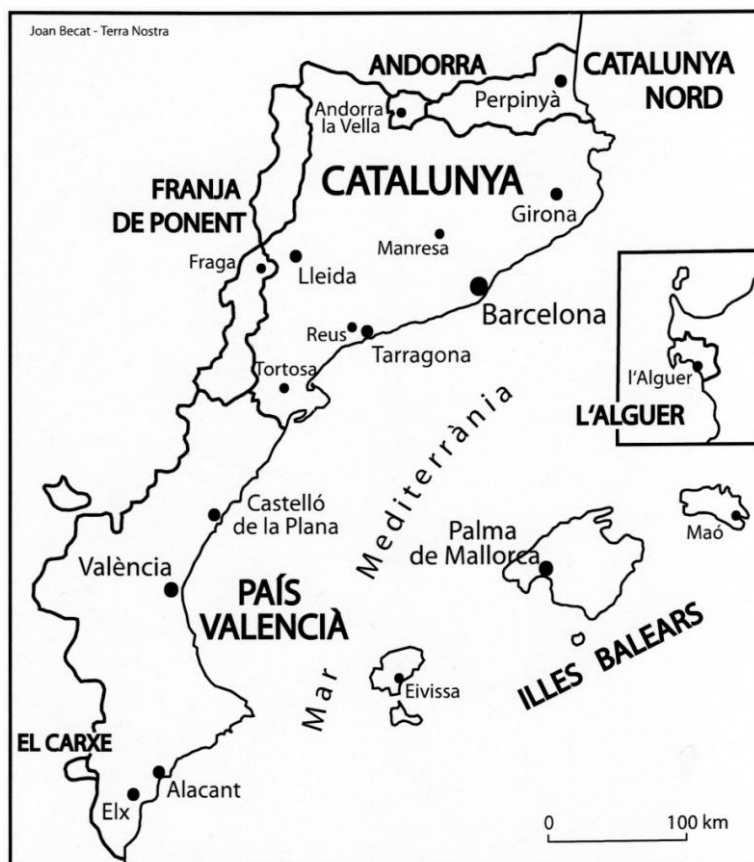 Joan Becat - Terra Nostra
ANDORRA
CATALUNYA
NORD
Perpinyà
Andorra
la Vella
CATALUNYA
FRANJA
DE PONENT
Girona
Manresa
Fraga
Lleida
Barcelona
Reus
Tarragona
Tortosa
l'Alguer
L'ALGUER
Mar Mediterrània
Castelló
de la Plana
Palma
de Mallorca
Maó
València
PAÍS
VALENCIÀ
ILLES BALEARS
Eivissa
EL CARXE
Alacant
Elx
0 100 km